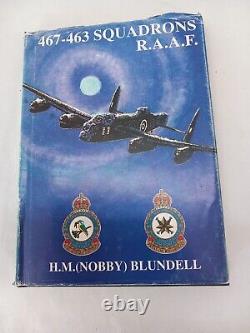 467-463 SQUADRONS
R.A.A.F.
H.M.(NOBBY) BLUNDELL